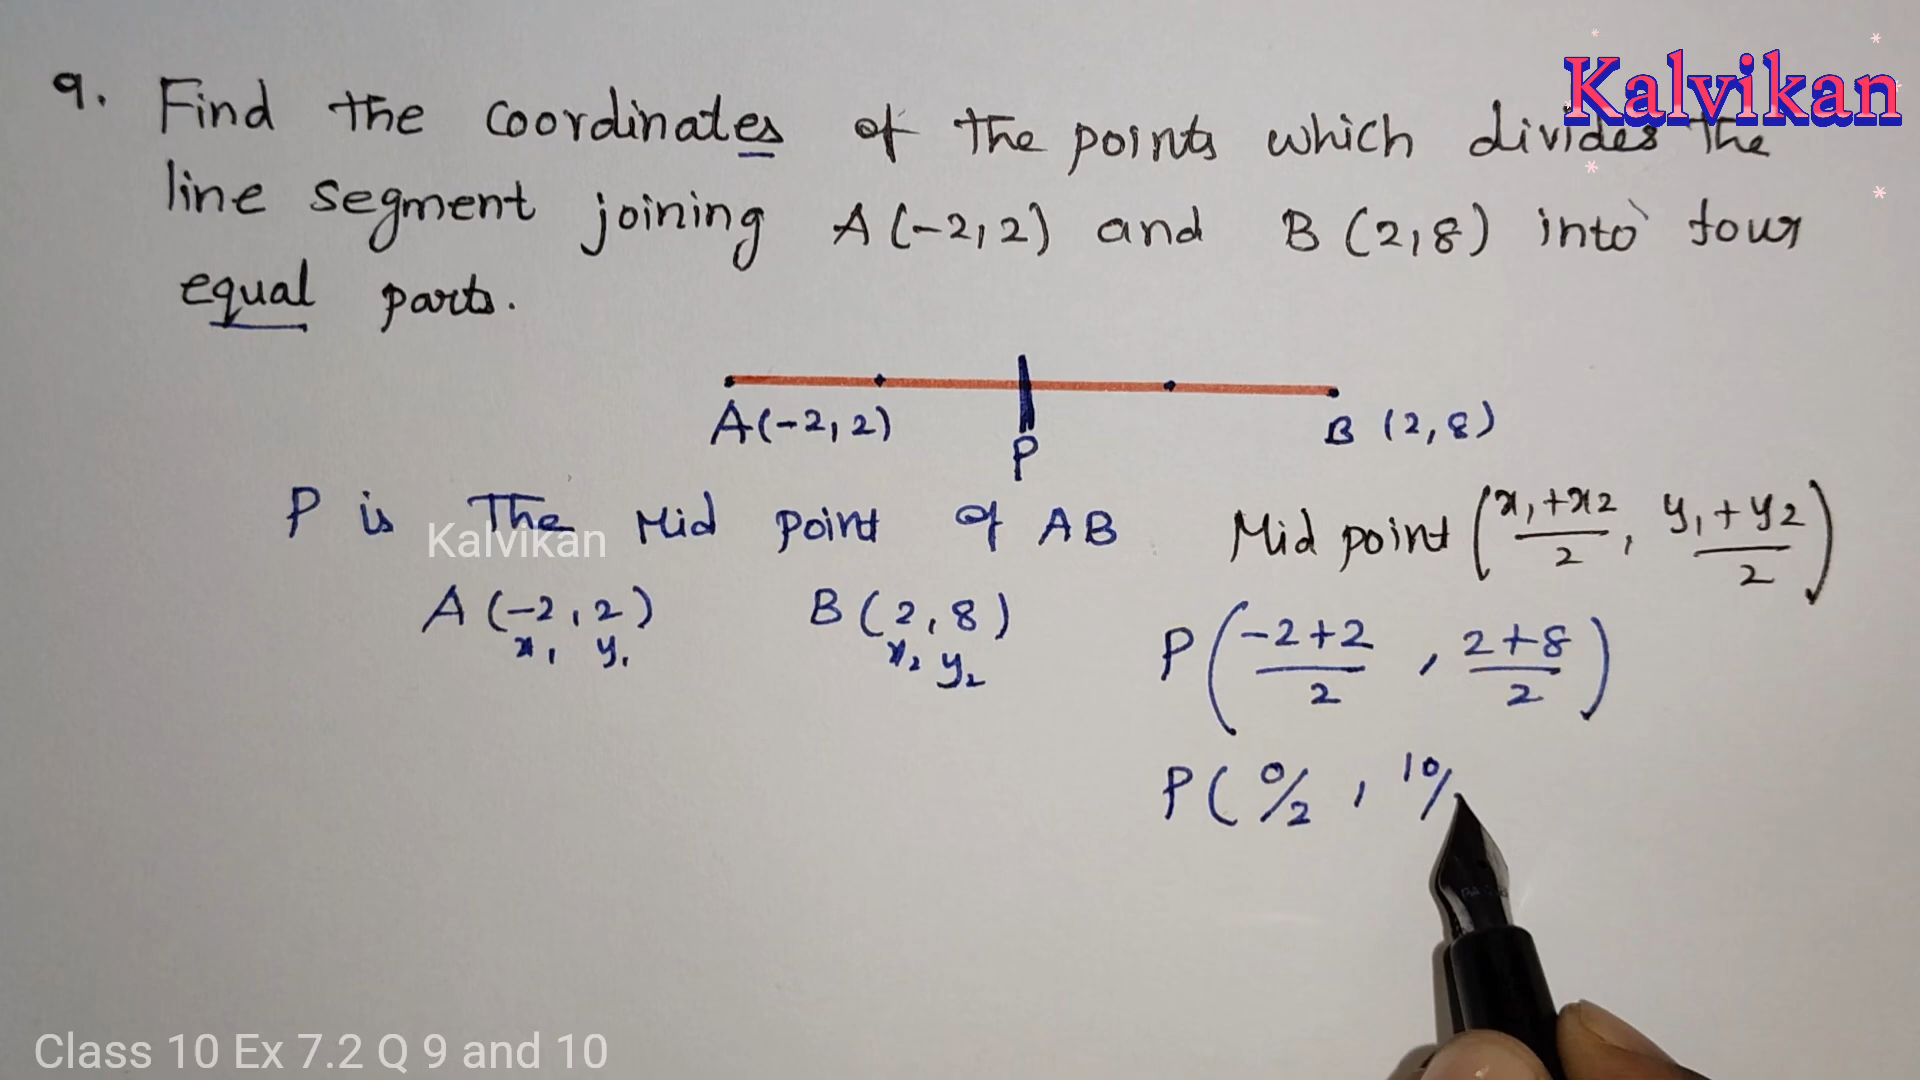 Kalvikan
9. Find the coordinates of the points which divides the
line segment joining A(-2,2) and B(2,8) into four
equal parts.
A(-2,2) P B (2,8)
P is The Mid point of AB
Kalvikan
Mid point (x₁+x2/2, y₁+y2/2)
A(-2,2) B(2,8)
x₁ y₁ x₂ y₂
P(-2+2/2, 2+8/2)
P(0/2, 10/
Class 10 Ex 7.2 Q 9 and 10